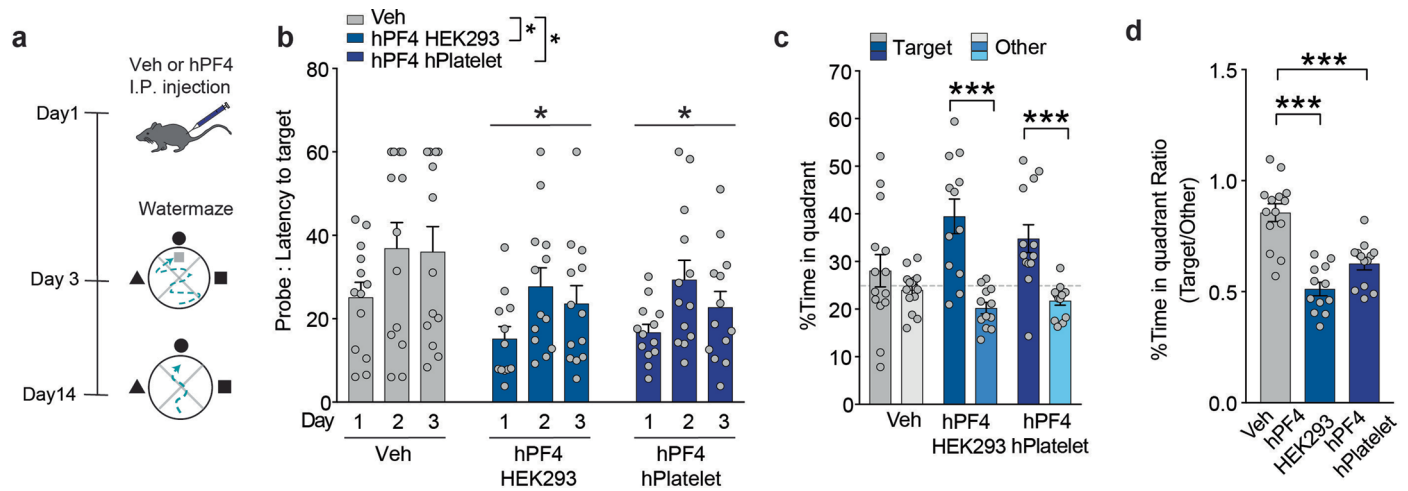 a
Veh or hPF4
I.P. injection
Day1
Watermaze
Day 3
Day14
b
Veh
hPF4 HEK293
hPF4 hPlatelet
*
*
Probe : Latency to target
80
60
40
20
0
*
*
Day 1 2 3 1 2 3 1 2 3
Veh
hPF4
HEK293
hPF4
hPlatelet
c
Target
Other
%Time in quadrant
70
60
50
40
30
20
10
0
***
***
Veh
hPF4
HEK293
hPF4
hPlatelet
d
%Time in quadrant Ratio
(Target/Other)
1.5
1.0
0.5
0.0
***
***
Veh
hPF4
HEK293
hPF4
hPlatelet